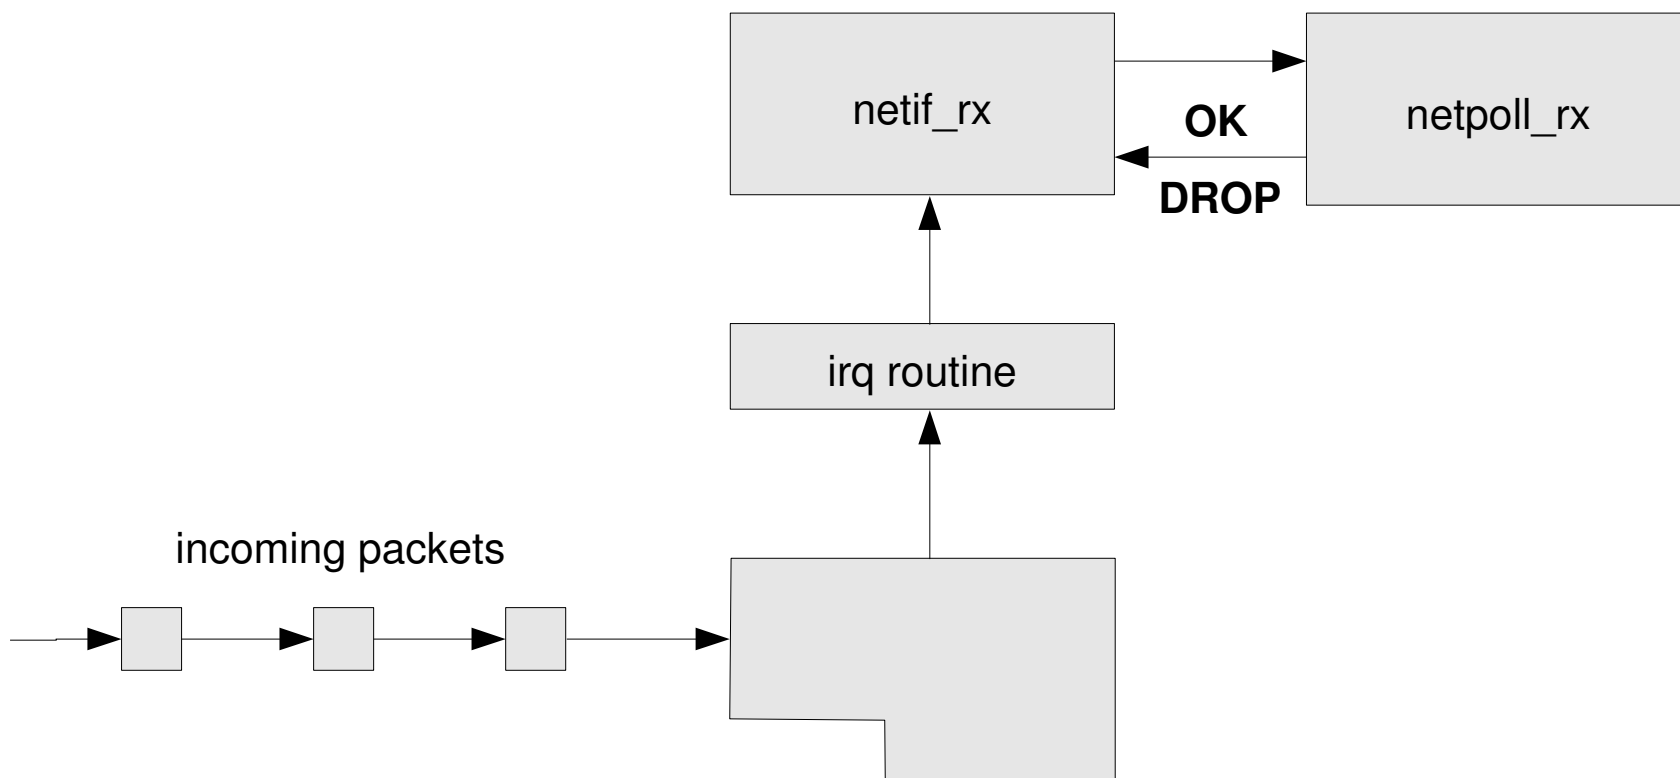 netif_rx
OK
netpoll_rx
DROP
irq routine
incoming packets